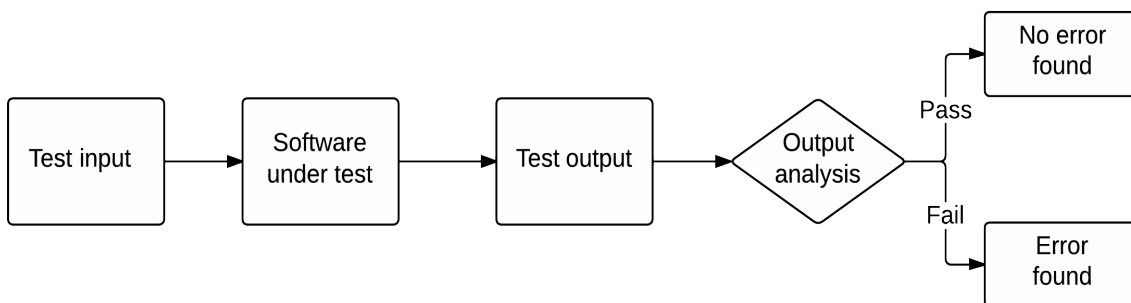 Test input
Software
under test
Test output
Output
analysis
Pass
No error
found
Fail
Error
found